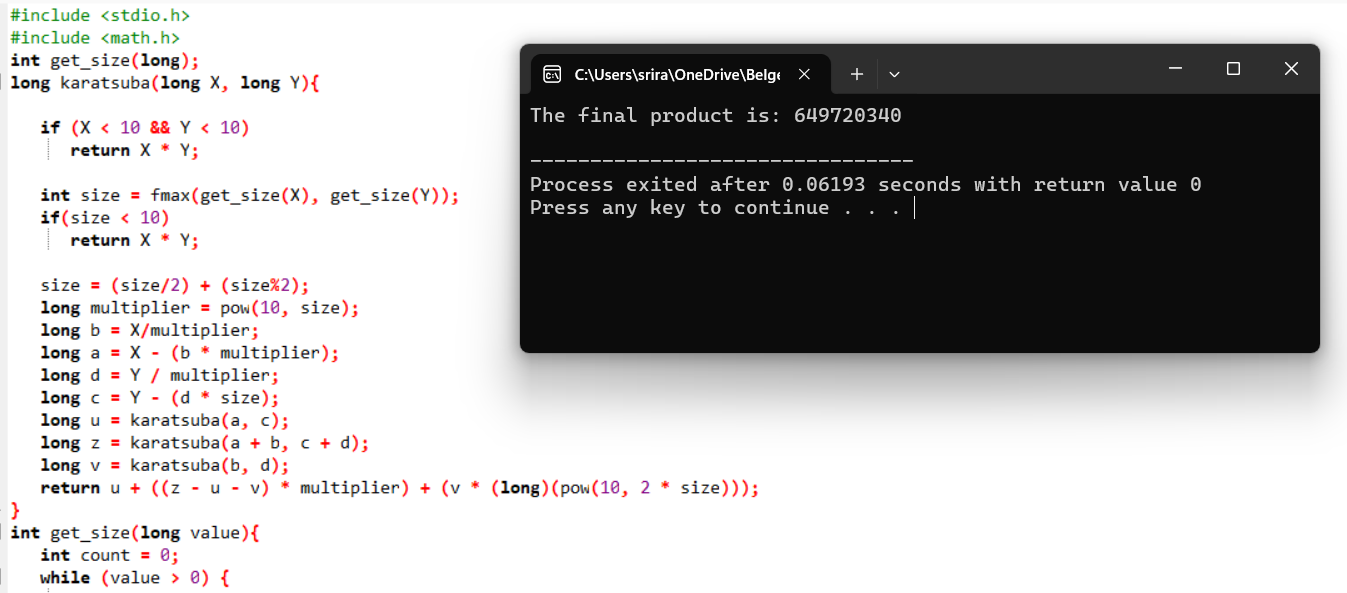 #include <stdio.h>
#include <math.h>
int get_size(long);
long karatsuba(long X, long Y){
if (X < 10 && Y < 10)
return X * Y;
int size = fmax(get_size(X), get_size(Y));
if(size < 10)
return X * Y;
size = (size/2) + (size%2);
long multiplier = pow(10, size);
long b = X/multiplier;
long a = X - (b * multiplier);
long d = Y / multiplier;
long c = Y - (d * size);
long u = karatsuba(a, c);
long z = karatsuba(a + b, c + d);
long v = karatsuba(b, d);
return u + ((z - u - v) * multiplier) + (v * (long)(pow(10, 2 * size)));
}
int get_size(long value){
int count = 0;
while (value > 0) {
C:\Users\srira\OneDrive\Belge
The final product is: 649720340
--------------------------------
Process exited after 0.06193 seconds with return value 0
Press any key to continue . . .